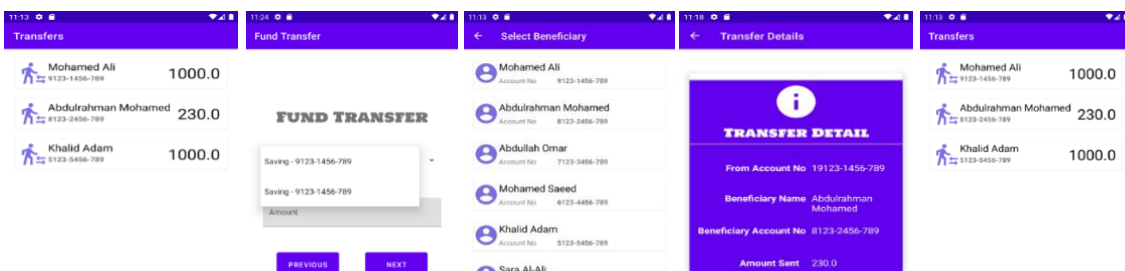 11:13
Transfers
Mohamed Ali
9123-1456-789
1000.0
Abdulrahman Mohamed
8123-2456-789
230.0
Khalid Adam
5123-5456-789
1000.0
11:24
Fund Transfer
FUND TRANSFER
Saving - 9123-1456-789
Saving - 9123-1456-789
Amount
PREVIOUS
NEXT
11:13
Select Beneficiary
Mohamed Ali
Account No 9123-1456-789
Abdulrahman Mohamed
Account No 8123-2456-789
Abdullah Omar
Account No 7123-3456-789
Mohamed Saeed
Account No 6123-4456-789
Khalid Adam
Account No 5123-5456-789
Sara Al-Ali
11:18
Transfer Details
TRANSFER DETAIL
From Account No 19123-1456-789
Beneficiary Name Abdulrahman
Mohamed
Beneficiary Account No 8123-2456-789
Amount Sent 230.0
11:13
Transfers
Mohamed Ali
9123-1456-789
1000.0
Abdulrahman Mohamed
8123-2456-789
230.0
Khalid Adam
5123-5456-789
1000.0